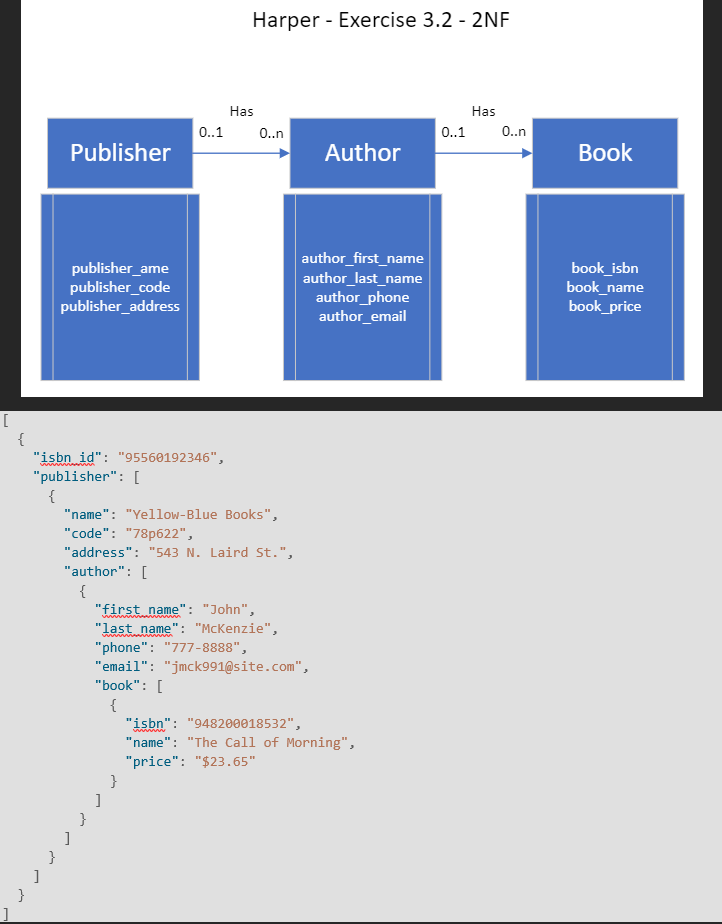 Harper - Exercise 3.2 - 2NF
Has
Has
0..1
0..n
0..1
0..n
Publisher
Author
Book
publisher_ame
publisher_code
publisher_address
author_first_name
author_last_name
author_phone
author_email
book_isbn
book_name
book_price
[
  {
    "isbn_id": "95560192346",
    "publisher": [
      {
        "name": "Yellow-Blue Books",
        "code": "78p622",
        "address": "543 N. Laird St.",
        "author": [
          {
            "first_name": "John",
            "last_name": "McKenzie",
            "phone": "777-8888",
            "email": "jmck991@site.com",
            "book": [
              {
                "isbn": "948200018532",
                "name": "The Call of Morning",
                "price": "$23.65"
              }
            ]
          }
        ]
      }
    ]
  }
]